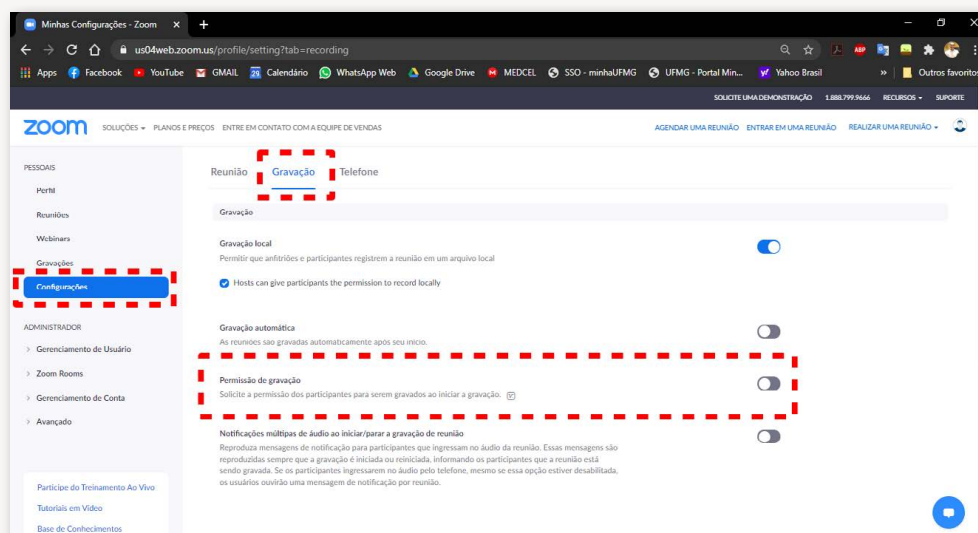 Minhas Configurações - Zoom
us04web.zoom.us/profile/setting?tab=recording
ABP
Apps Facebook YouTube GMAIL 29 Calendário WhatsApp Web Google Drive MEDCEL SSO - minhaUFMG UFMG - Portal Min... Yahoo Brasil » Outros favoritos
SOLICITE UMA DEMONSTRAÇÃO 1.888.799.9666 RECURSOS SUPORTE
zoom SOLUÇÕES PLANOS E PREÇOS ENTRE EM CONTATO COM A EQUIPE DE VENDAS AGENDAR UMA REUNIÃO ENTRAR EM UMA REUNIÃO REALIZAR UMA REUNIÃO
PESSOAIS
Perfil
Reuniões
Webinars
Gravações
Configurações
ADMINISTRADOR
Gerenciamento de Usuário
Zoom Rooms
Gerenciamento de Conta
Avançado
Participe do Treinamento Ao Vivo
Tutoriais em Vídeo
Base de Conhecimentos
Reunião Gravação Telefone
Gravação
Gravação local
Permitir que anfitriões e participantes registrem a reunião em um arquivo local
Hosts can give participants the permission to record locally
Gravação automática
As reuniões são gravadas automaticamente após seu início.
Permissão de gravação
Solicite a permissão dos participantes para serem gravados ao iniciar a gravação.
Notificações múltipas de áudio ao iniciar/parar a gravação de reunião
Reproduza mensagens de notificação para participantes que ingressam no áudio da reunião. Essas mensagens são
reproduzidas sempre que a gravação é iniciada ou reiniciada, informando os participantes que a reunião está
sendo gravada. Se os participantes ingressarem no áudio pelo telefone, mesmo se essa opção estiver desabilitada,
os usuários ouvirão uma mensagem de notificação por reunião.